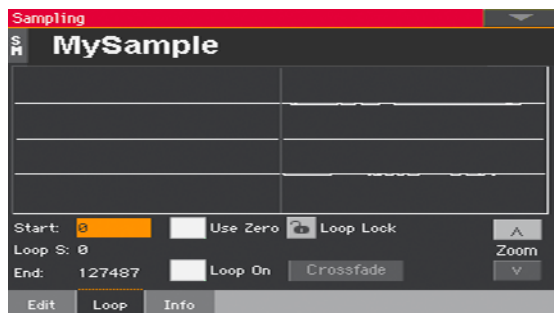 Sampling
SM MySample
Start: 0 Use Zero Loop Lock
Loop S: 0 Zoom
End: 127487 Loop On Crossfade
Edit Loop Info